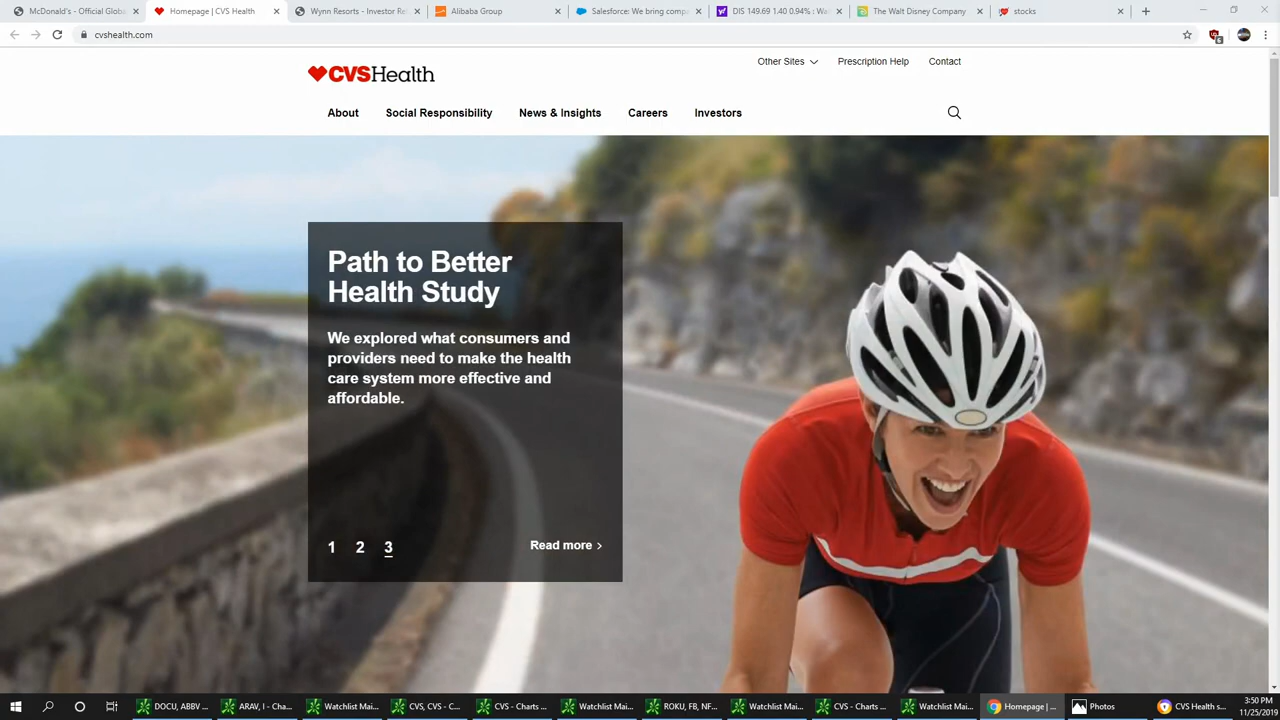 McDonald's - Official Globa
Homepage | CVS Health
Wynn Resorts - Investor Re
Alibaba Group
Salesforce: We bring compa
DIS 149.69 1.40 0.94% : Wa
The Walt Disney Company
stocks
cvshealth.com
CVSHealth
Other Sites
Prescription Help
Contact
About
Social Responsibility
News & Insights
Careers
Investors
Path to Better
Health Study
We explored what consumers and
providers need to make the health
care system more effective and
affordable.
1 2 3
Read more
DOCU, ABBV ...
ARAV, I - Cha...
Watchlist Mai...
CVS, CVS - C...
CVS - Charts ...
Watchlist Mai...
ROKU, FB, NF...
Watchlist Mai...
CVS - Charts ...
Watchlist Mai...
Homepage | ...
Photos
CVS Health s...
3:50 PM
11/25/2019